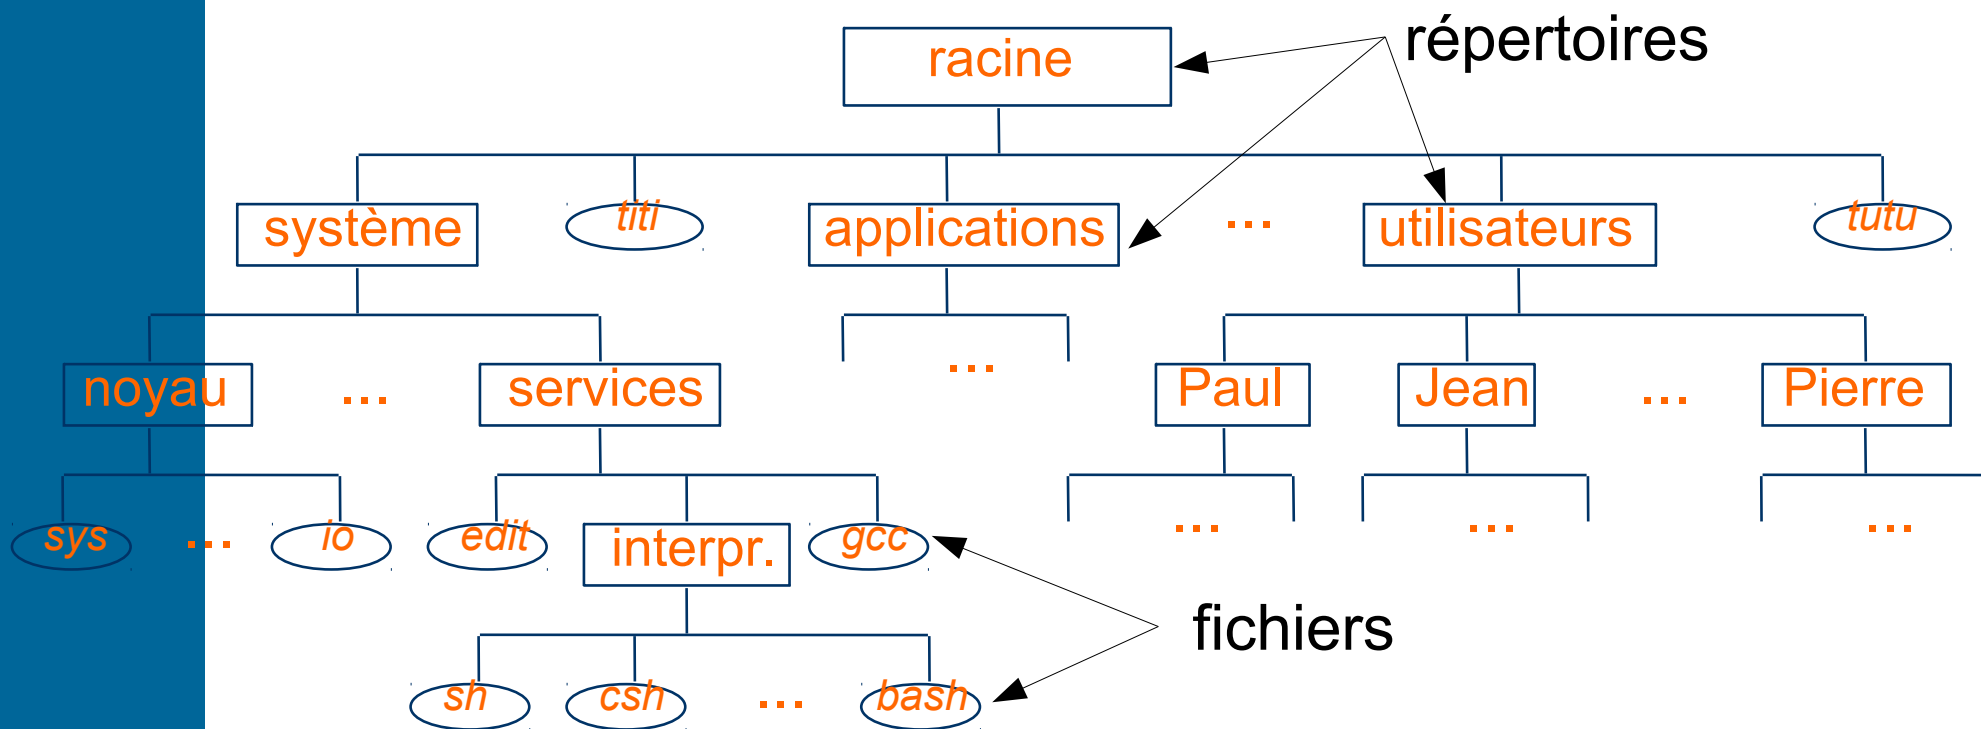 répertoires
racine
système titi applications ... utilisateurs tutu
noyau ... services ... Paul Jean ... Pierre
sys ... io edit interpr. gcc ... ... ...
fichiers
sh csh ... bash